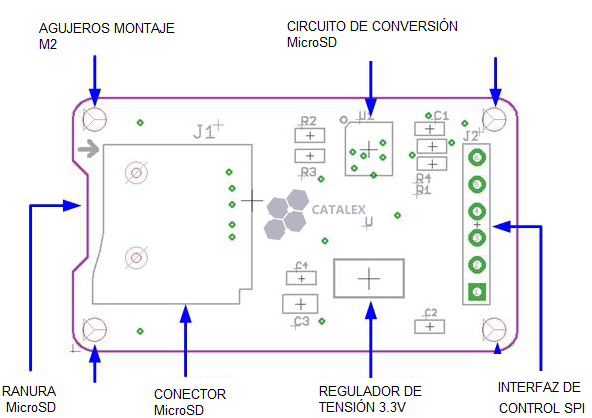 AGUJEROS MONTAJE
M2
CIRCUITO DE CONVERSIÓN
MicroSD
J1
R2
U1
C1
J2
R3
R4
R1
CATALEX
C4
C3
C2
1
RANURA
MicroSD
CONECTOR
MicroSD
REGULADOR DE
TENSIÓN 3.3V
INTERFAZ DE
CONTROL SPI